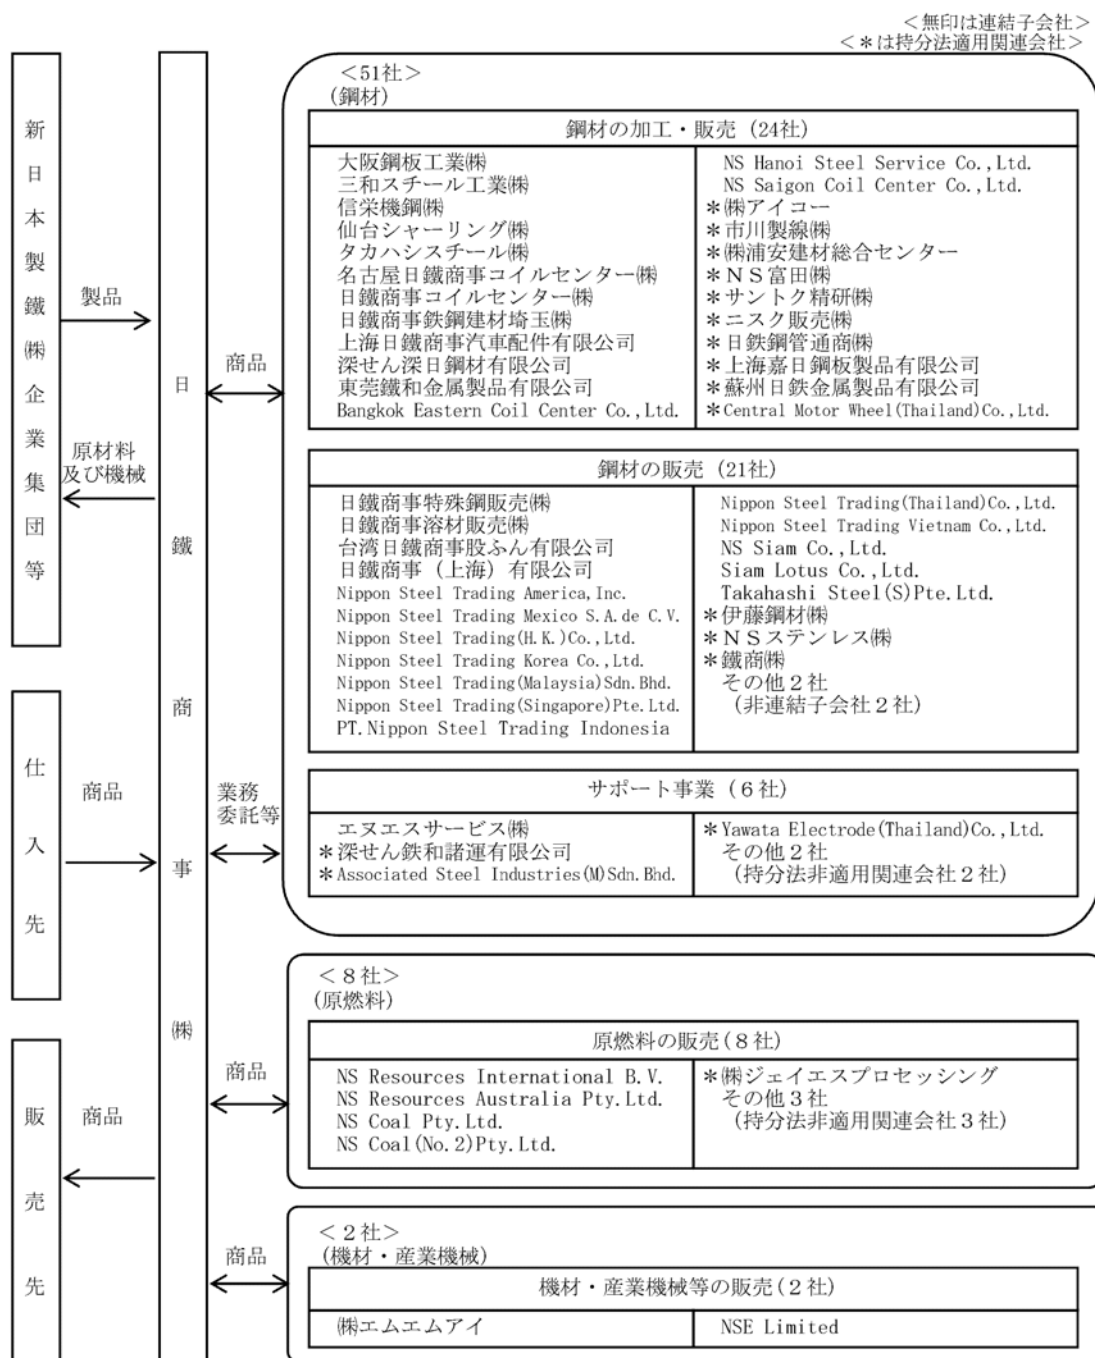 ＜無印は連結子会社＞
＜＊は持分法適用関連会社＞
新日本製鐵㈱企業集団等
製品
原材料
及び機械
仕入先
商品
販売先
商品
日鐵商事㈱
商品
業務
委託等
商品
商品
＜51社＞
(鋼材)
鋼材の加工・販売 (24社)
大阪鋼板工業㈱
三和スチール工業㈱
信栄機鋼㈱
仙台シャーリング㈱
タカハシスチール㈱
名古屋日鐵商事コイルセンター㈱
日鐵商事コイルセンター㈱
日鐵商事鉄鋼建材埼玉㈱
上海日鐵商事汽車配件有限公司
深せん深日鋼材有限公司
東莞鐵和金属製品有限公司
Bangkok Eastern Coil Center Co.,Ltd.
NS Hanoi Steel Service Co.,Ltd.
NS Saigon Coil Center Co.,Ltd.
＊㈱アイコー
＊市川製線㈱
＊㈱浦安建材総合センター
＊ＮＳ富田㈱
＊サントク精研㈱
＊ニスク販売㈱
＊日鉄鋼管通商㈱
＊上海嘉日鋼板製品有限公司
＊蘇州日鉄金属製品有限公司
＊Central Motor Wheel(Thailand)Co.,Ltd.
鋼材の販売 (21社)
日鐵商事特殊鋼販売㈱
日鐵商事溶材販売㈱
台湾日鐵商事股ふん有限公司
日鐵商事（上海）有限公司
Nippon Steel Trading America,Inc.
Nippon Steel Trading Mexico S.A.de C.V.
Nippon Steel Trading(H.K.)Co.,Ltd.
Nippon Steel Trading Korea Co.,Ltd.
Nippon Steel Trading(Malaysia)Sdn.Bhd.
Nippon Steel Trading(Singapore)Pte.Ltd.
PT.Nippon Steel Trading Indonesia
Nippon Steel Trading(Thailand)Co.,Ltd.
Nippon Steel Trading Vietnam Co.,Ltd.
NS Siam Co.,Ltd.
Siam Lotus Co.,Ltd.
Takahashi Steel(S)Pte.Ltd.
＊伊藤鋼材㈱
＊ＮＳステンレス㈱
＊鐵商㈱
その他２社
(非連結子会社２社)
サポート事業 (６社)
エヌエスサービス㈱
＊深せん鉄和諸運有限公司
＊Associated Steel Industries(M)Sdn.Bhd.
＊Yawata Electrode(Thailand)Co.,Ltd.
その他２社
(持分法非適用関連会社２社)
＜８社＞
(原燃料)
原燃料の販売(８社)
NS Resources International B.V.
NS Resources Australia Pty.Ltd.
NS Coal Pty.Ltd.
NS Coal(No.2)Pty.Ltd.
＊㈱ジェイエスプロセッシング
その他３社
(持分法非適用関連会社３社)
＜２社＞
(機材・産業機械)
機材・産業機械等の販売(２社)
㈱エムエムアイ
NSE Limited